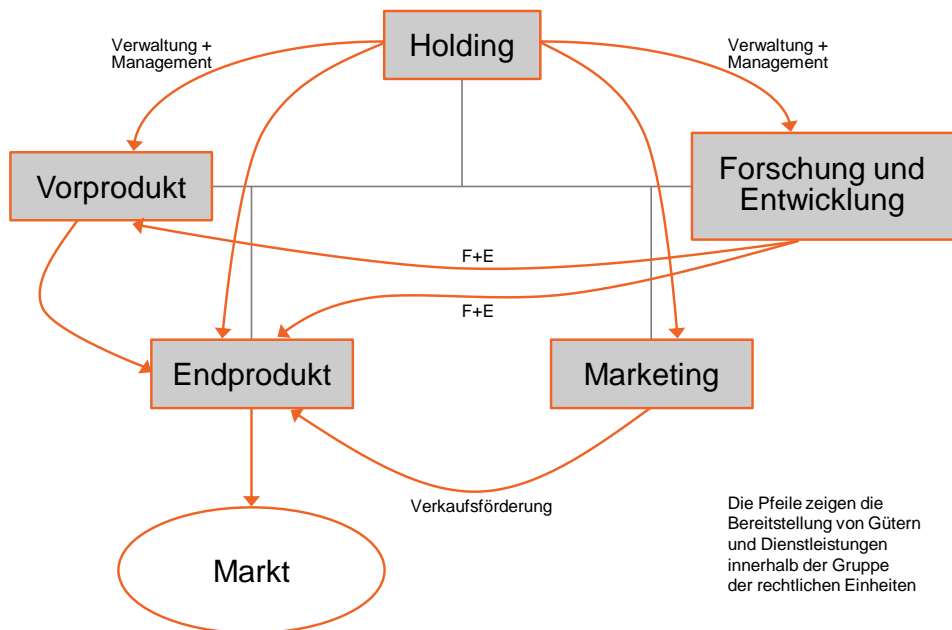 Holding
Verwaltung +
Management
Verwaltung +
Management
Vorprodukt
Forschung und
Entwicklung
F+E
F+E
Endprodukt
Marketing
Verkaufsförderung
Markt
Die Pfeile zeigen die
Bereitstellung von Gütern
und Dienstleistungen
innerhalb der Gruppe
der rechtlichen Einheiten